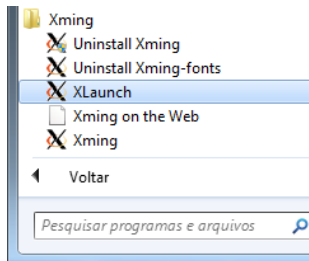 Xming
Uninstall Xming
Uninstall Xming-fonts
XLaunch
Xming on the Web
Xming
Voltar
Pesquisar programas e arquivos